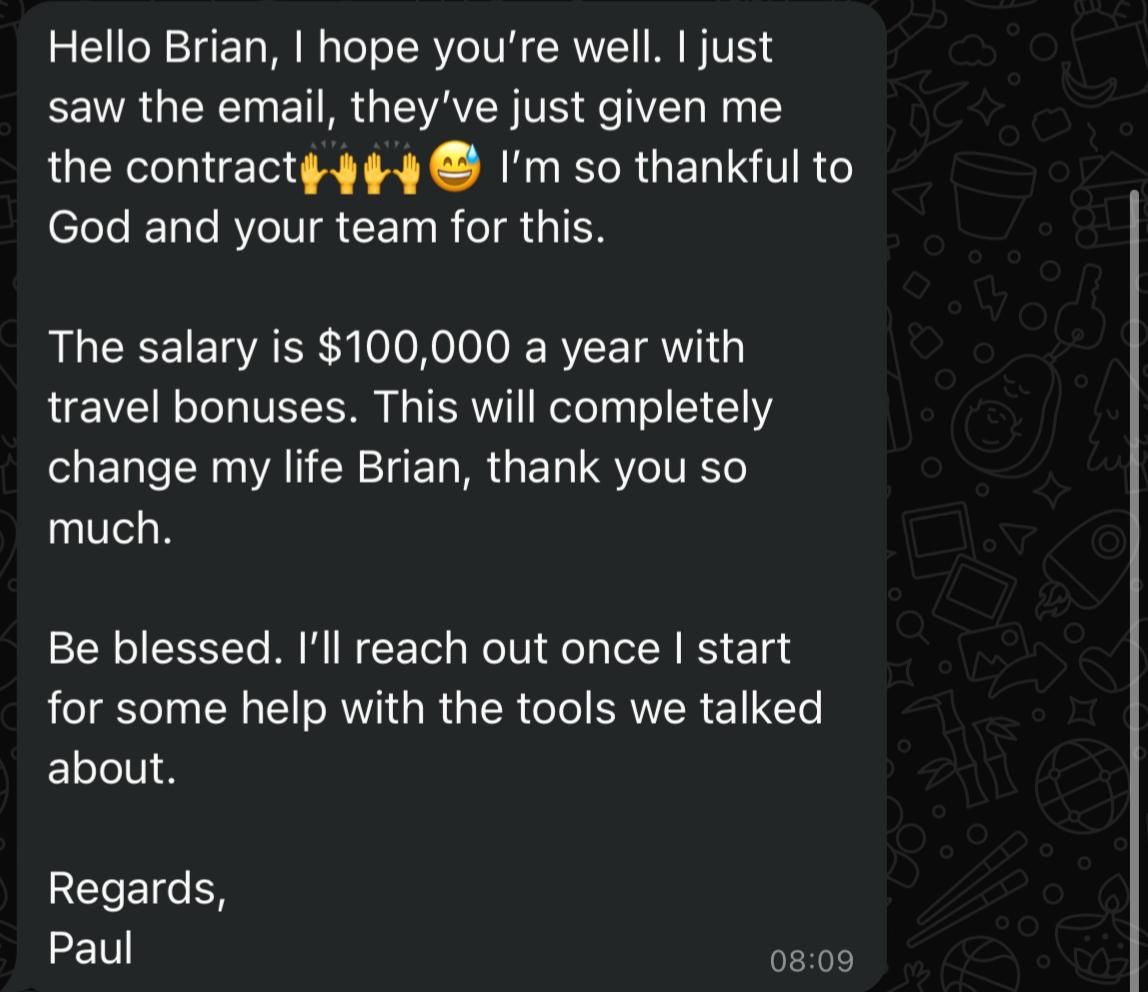 Hello Brian, I hope you’re well. I just
saw the email, they’ve just given me
the contract🙌🙌😅 I’m so thankful to
God and your team for this.
The salary is $100,000 a year with
travel bonuses. This will completely
change my life Brian, thank you so
much.
Be blessed. I’ll reach out once I start
for some help with the tools we talked
about.
Regards,
Paul
08:09